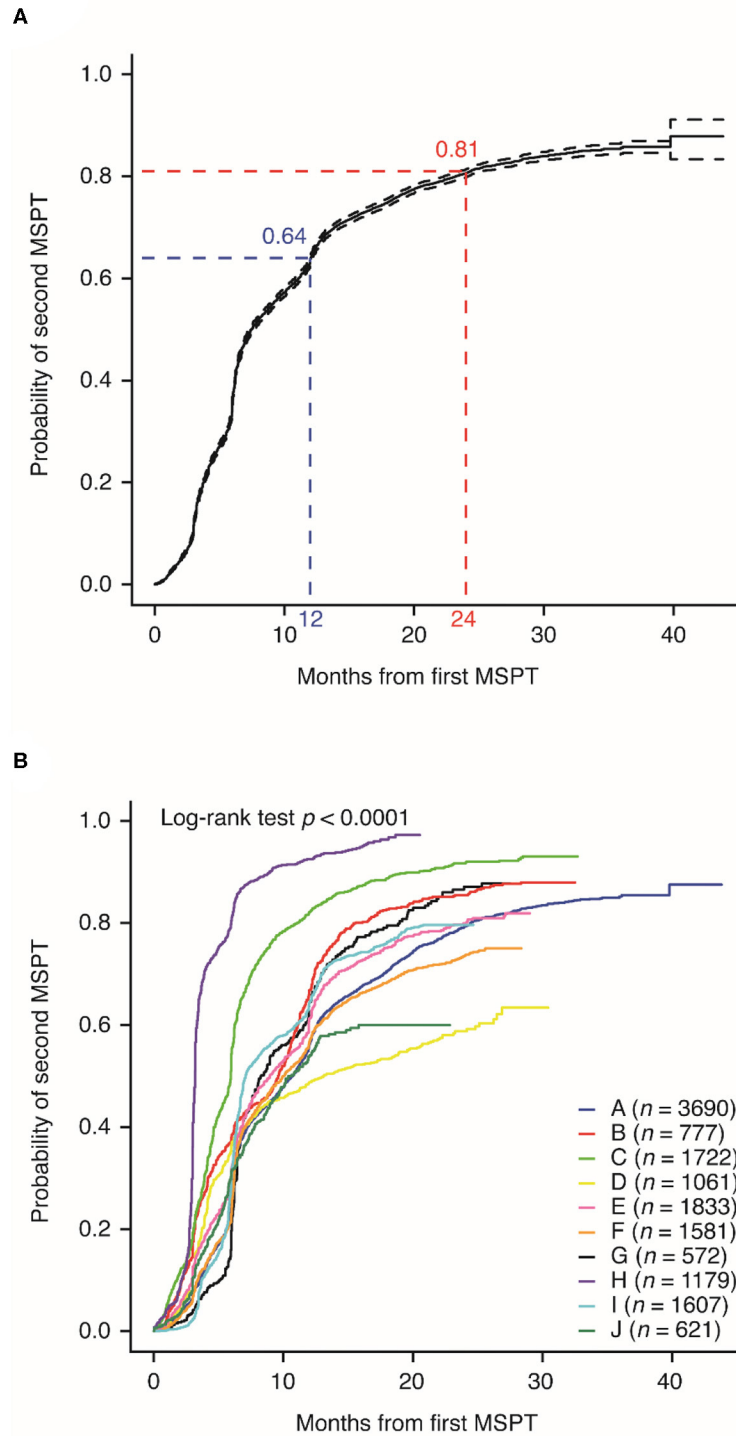 A
1.0
0.8
0.6
0.4
0.2
0.0
Probability of second MSPT
0.81
0.64
0
10
12
20
24
30
40
Months from first MSPT
B
Log-rank test p < 0.0001
1.0
0.8
0.6
0.4
0.2
0.0
Probability of second MSPT
A (n = 3690)
B (n = 777)
C (n = 1722)
D (n = 1061)
E (n = 1833)
F (n = 1581)
G (n = 572)
H (n = 1179)
I (n = 1607)
J (n = 621)
0
10
20
30
40
Months from first MSPT